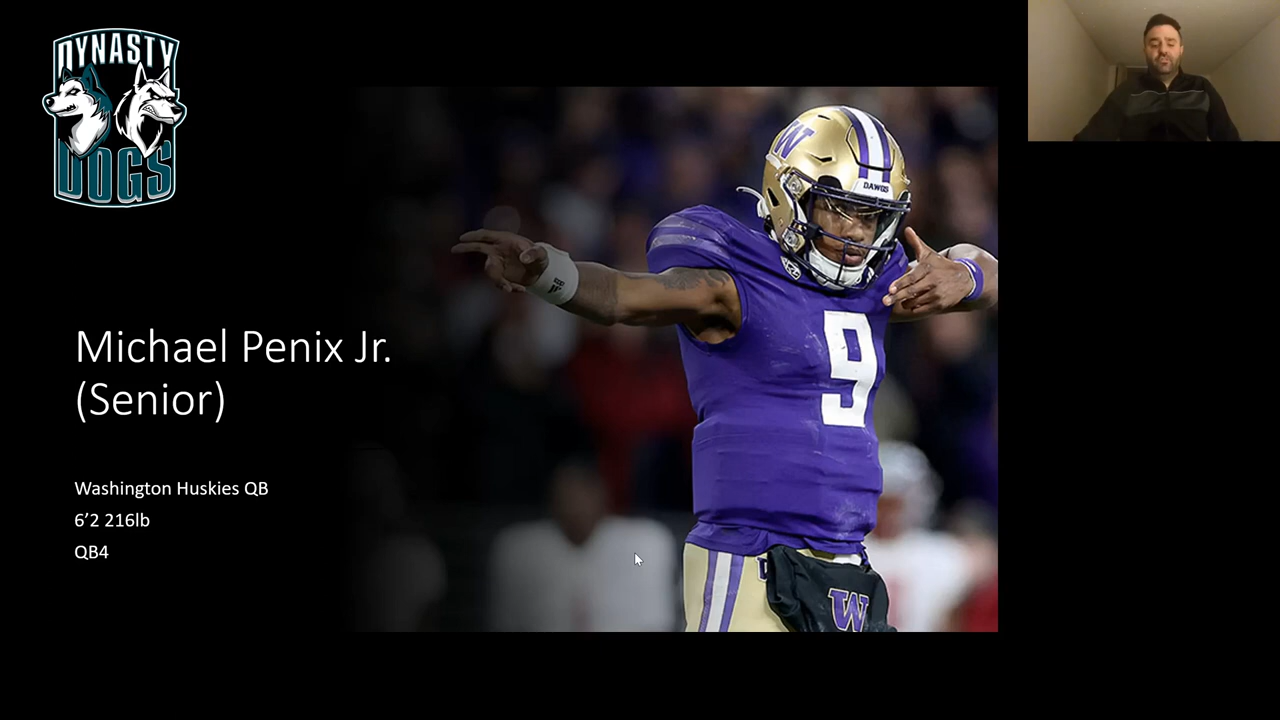 DYNASTY
DOGS
W
DAWGS
9
W
Michael Penix Jr.
(Senior)
Washington Huskies QB
6’2 216lb
QB4